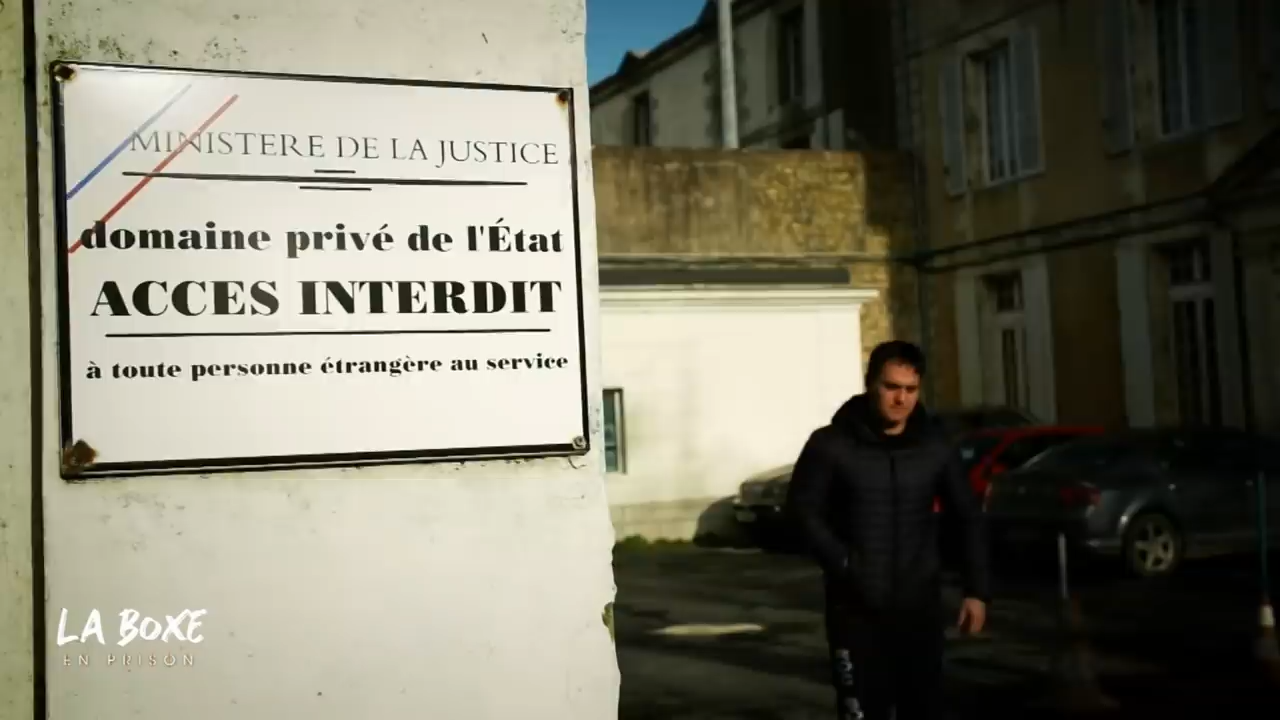 MINISTERE DE LA JUSTICE
domaine privé de l'État
ACCES INTERDIT
à toute personne étrangère au service
LA BOXE
EN PRISON